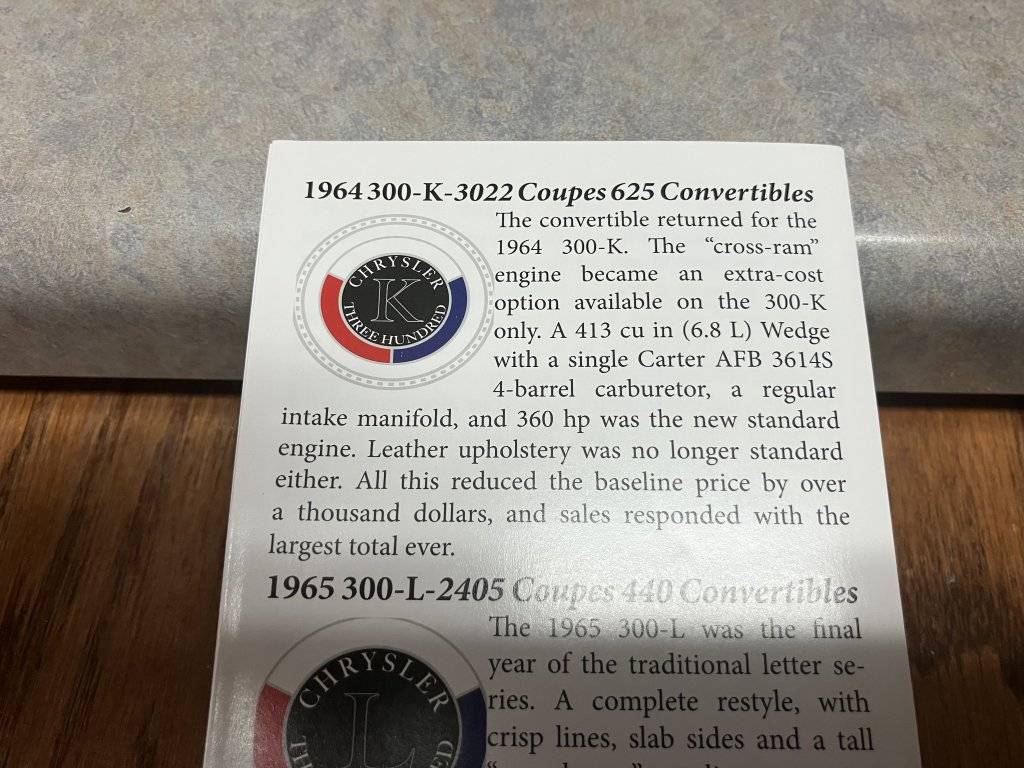 1964 300-K-3022 Coupes 625 Convertibles
CHRYSLER
K
THREE HUNDRED
The convertible returned for the
1964 300-K. The “cross-ram”
engine became an extra-cost
option available on the 300-K
only. A 413 cu in (6.8 L) Wedge
with a single Carter AFB 3614S
4-barrel carburetor, a regular
intake manifold, and 360 hp was the new standard
engine. Leather upholstery was no longer standard
either. All this reduced the baseline price by over
a thousand dollars, and sales responded with the
largest total ever.
1965 300-L-2405 Coupes 440 Convertibles
CHRYSLER
L
The 1965 300-L was the final
year of the traditional letter se-
ries. A complete restyle, with
crisp lines, slab sides and a tall